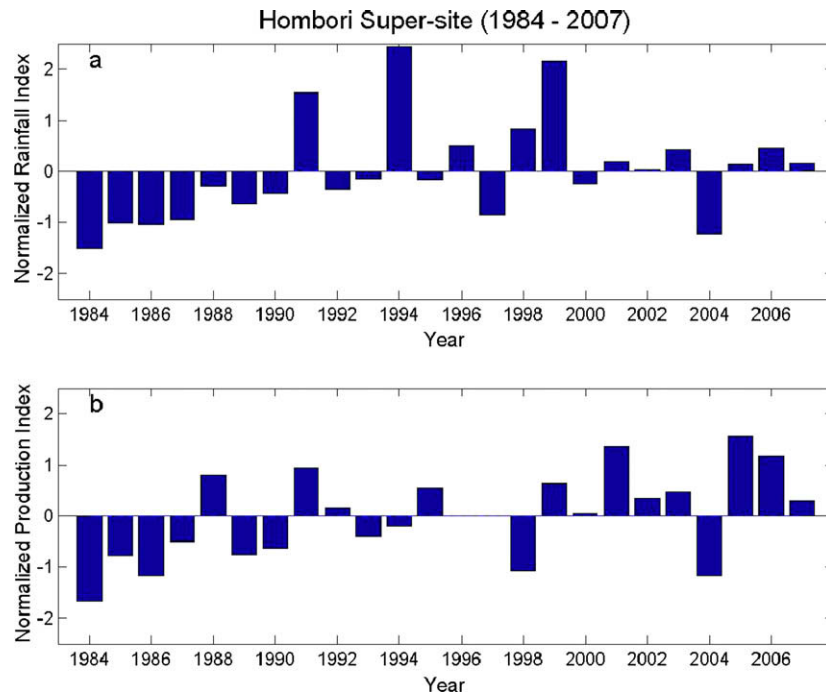 Hombori Super-site (1984 - 2007)
a
Normalized Rainfall Index
2
1
0
-1
-2
1984 1986 1988 1990 1992 1994 1996 1998 2000 2002 2004 2006
Year
b
Normalized Production Index
2
1
0
-1
-2
1984 1986 1988 1990 1992 1994 1996 1998 2000 2002 2004 2006
Year